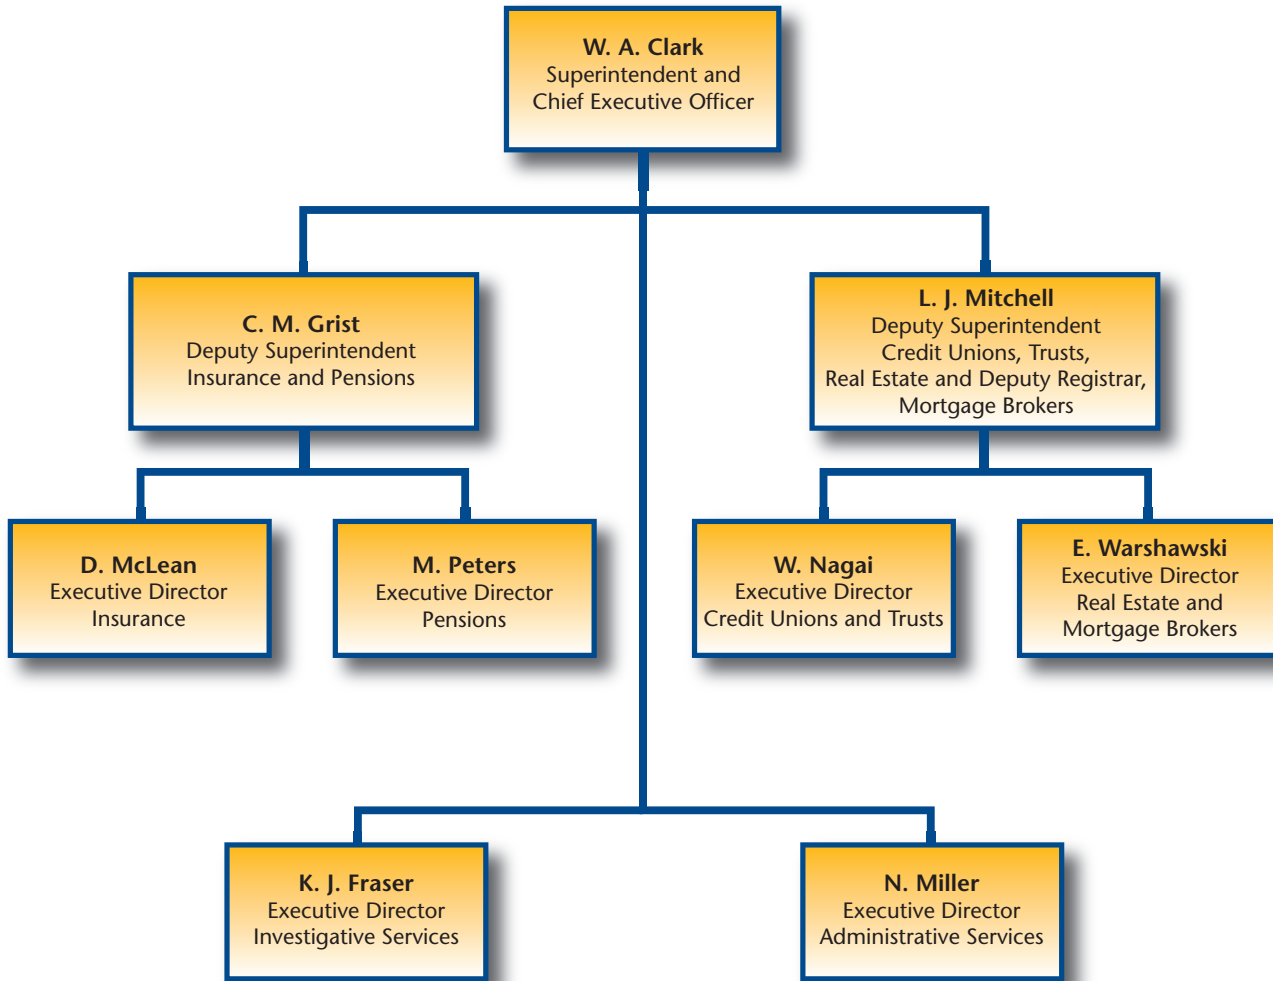 W. A. Clark
Superintendent and
Chief Executive Officer
C. M. Grist
Deputy Superintendent
Insurance and Pensions
L. J. Mitchell
Deputy Superintendent
Credit Unions, Trusts,
Real Estate and Deputy Registrar,
Mortgage Brokers
D. McLean
Executive Director
Insurance
M. Peters
Executive Director
Pensions
W. Nagai
Executive Director
Credit Unions and Trusts
E. Warshawski
Executive Director
Real Estate and
Mortgage Brokers
K. J. Fraser
Executive Director
Investigative Services
N. Miller
Executive Director
Administrative Services